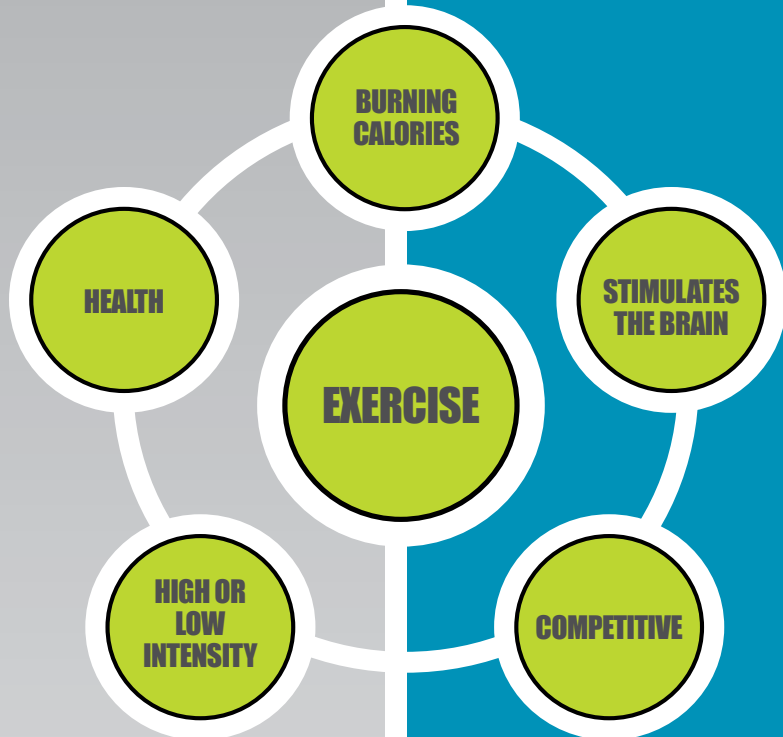 BURNING
CALORIES
HEALTH
STIMULATES
THE BRAIN
EXERCISE
HIGH OR
LOW
INTENSITY
COMPETITIVE